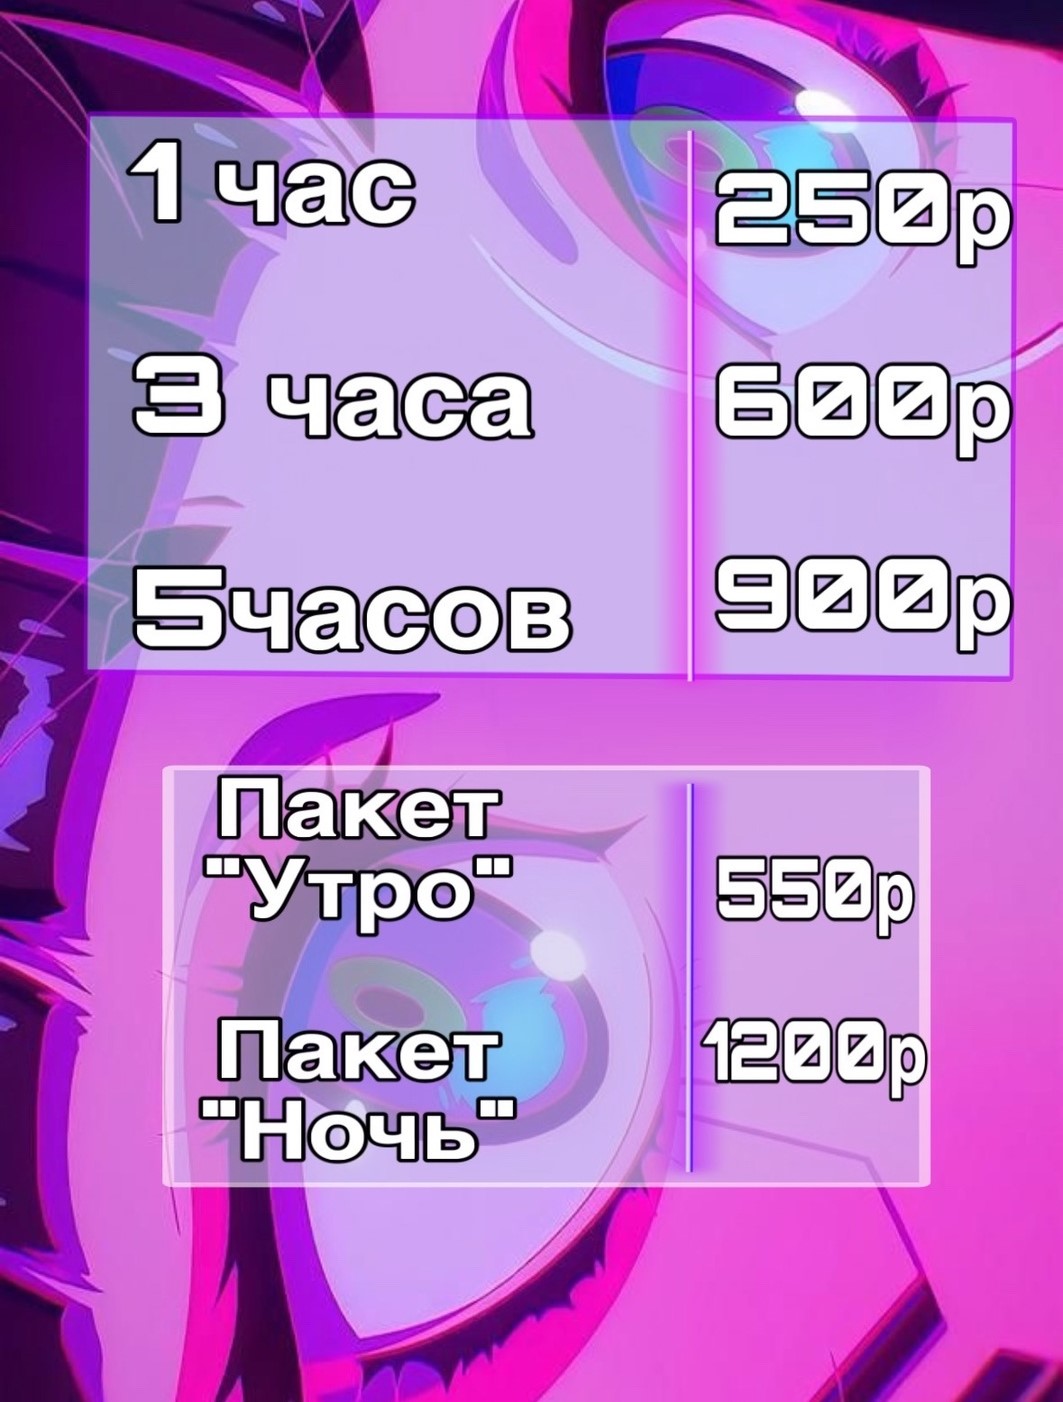 1 час 250р
3 часа 600р
5часов 900р
Пакет
"Утро" 550р
Пакет 1200р
"Ночь"